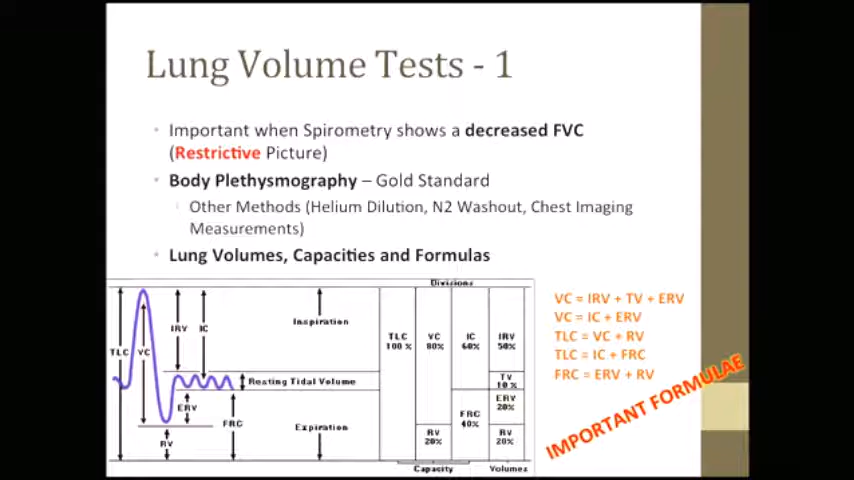 Lung Volume Tests - 1
• Important when Spirometry shows a decreased FVC
(Restrictive Picture)
• Body Plethysmography – Gold Standard
Other Methods (Helium Dilution, N2 Washout, Chest Imaging
Measurements)
• Lung Volumes, Capacities and Formulas
Divisions
TLC
VC
IRV
IC
ERV
RV
FRC
Inspiration
Resting Tidal Volume
Expiration
TLC
100 %
VC
80%
RV
20%
IC
60%
FRC
40%
IRV
50%
TV
10 %
ERV
20%
RV
20%
Capacity
Volumes
VC = IRV + TV + ERV
VC = IC + ERV
TLC = VC + RV
TLC = IC + FRC
FRC = ERV + RV
IMPORTANT FORMULAE